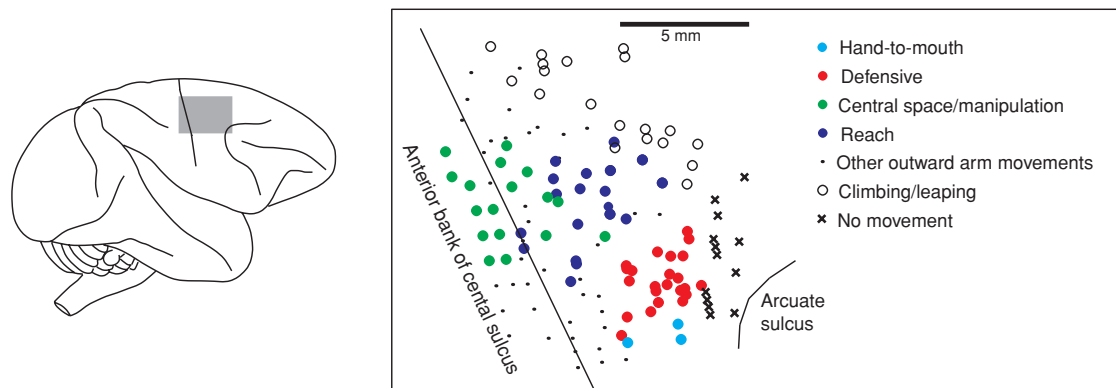 5 mm
Hand-to-mouth
Defensive
Central space/manipulation
Reach
Other outward arm movements
Climbing/leaping
No movement
Anterior bank of cental sulcus
Arcuate
sulcus